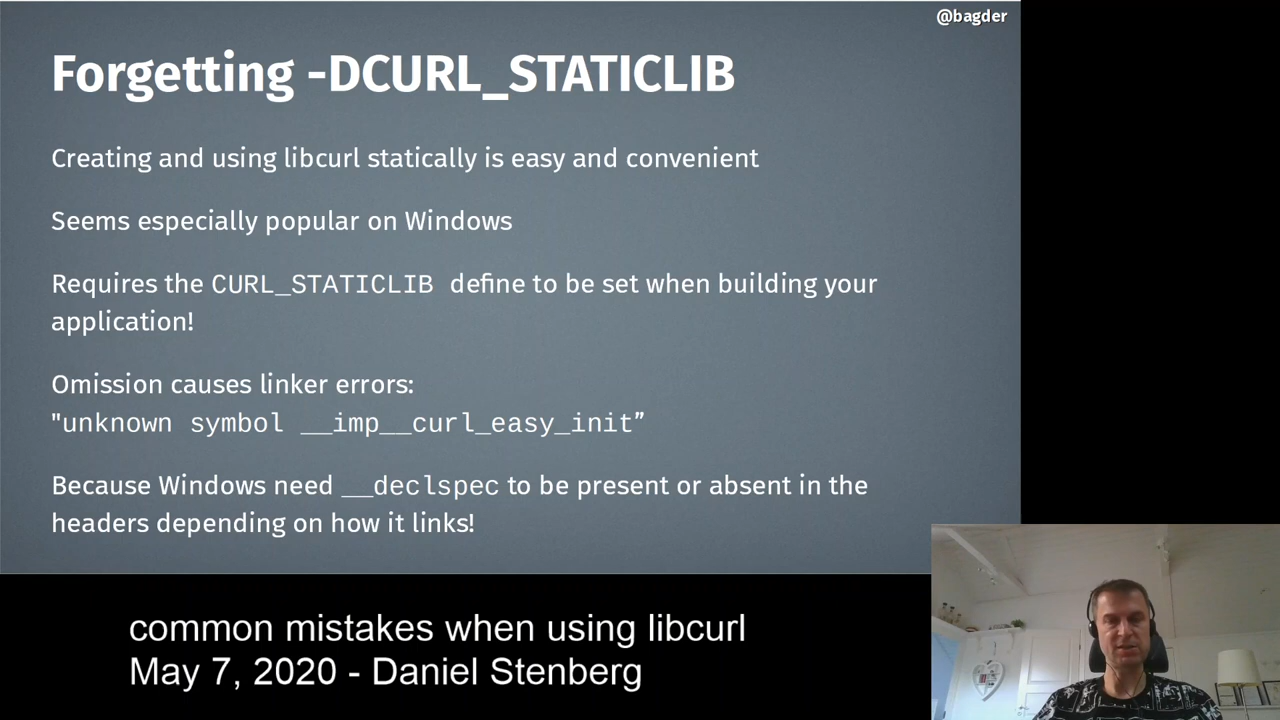 @bagder
Forgetting -DCURL_STATICLIB
Creating and using libcurl statically is easy and convenient
Seems especially popular on Windows
Requires the CURL_STATICLIB define to be set when building your
application!
Omission causes linker errors:
"unknown symbol __imp__curl_easy_init”
Because Windows need __declspec to be present or absent in the
headers depending on how it links!
common mistakes when using libcurl
May 7, 2020 - Daniel Stenberg